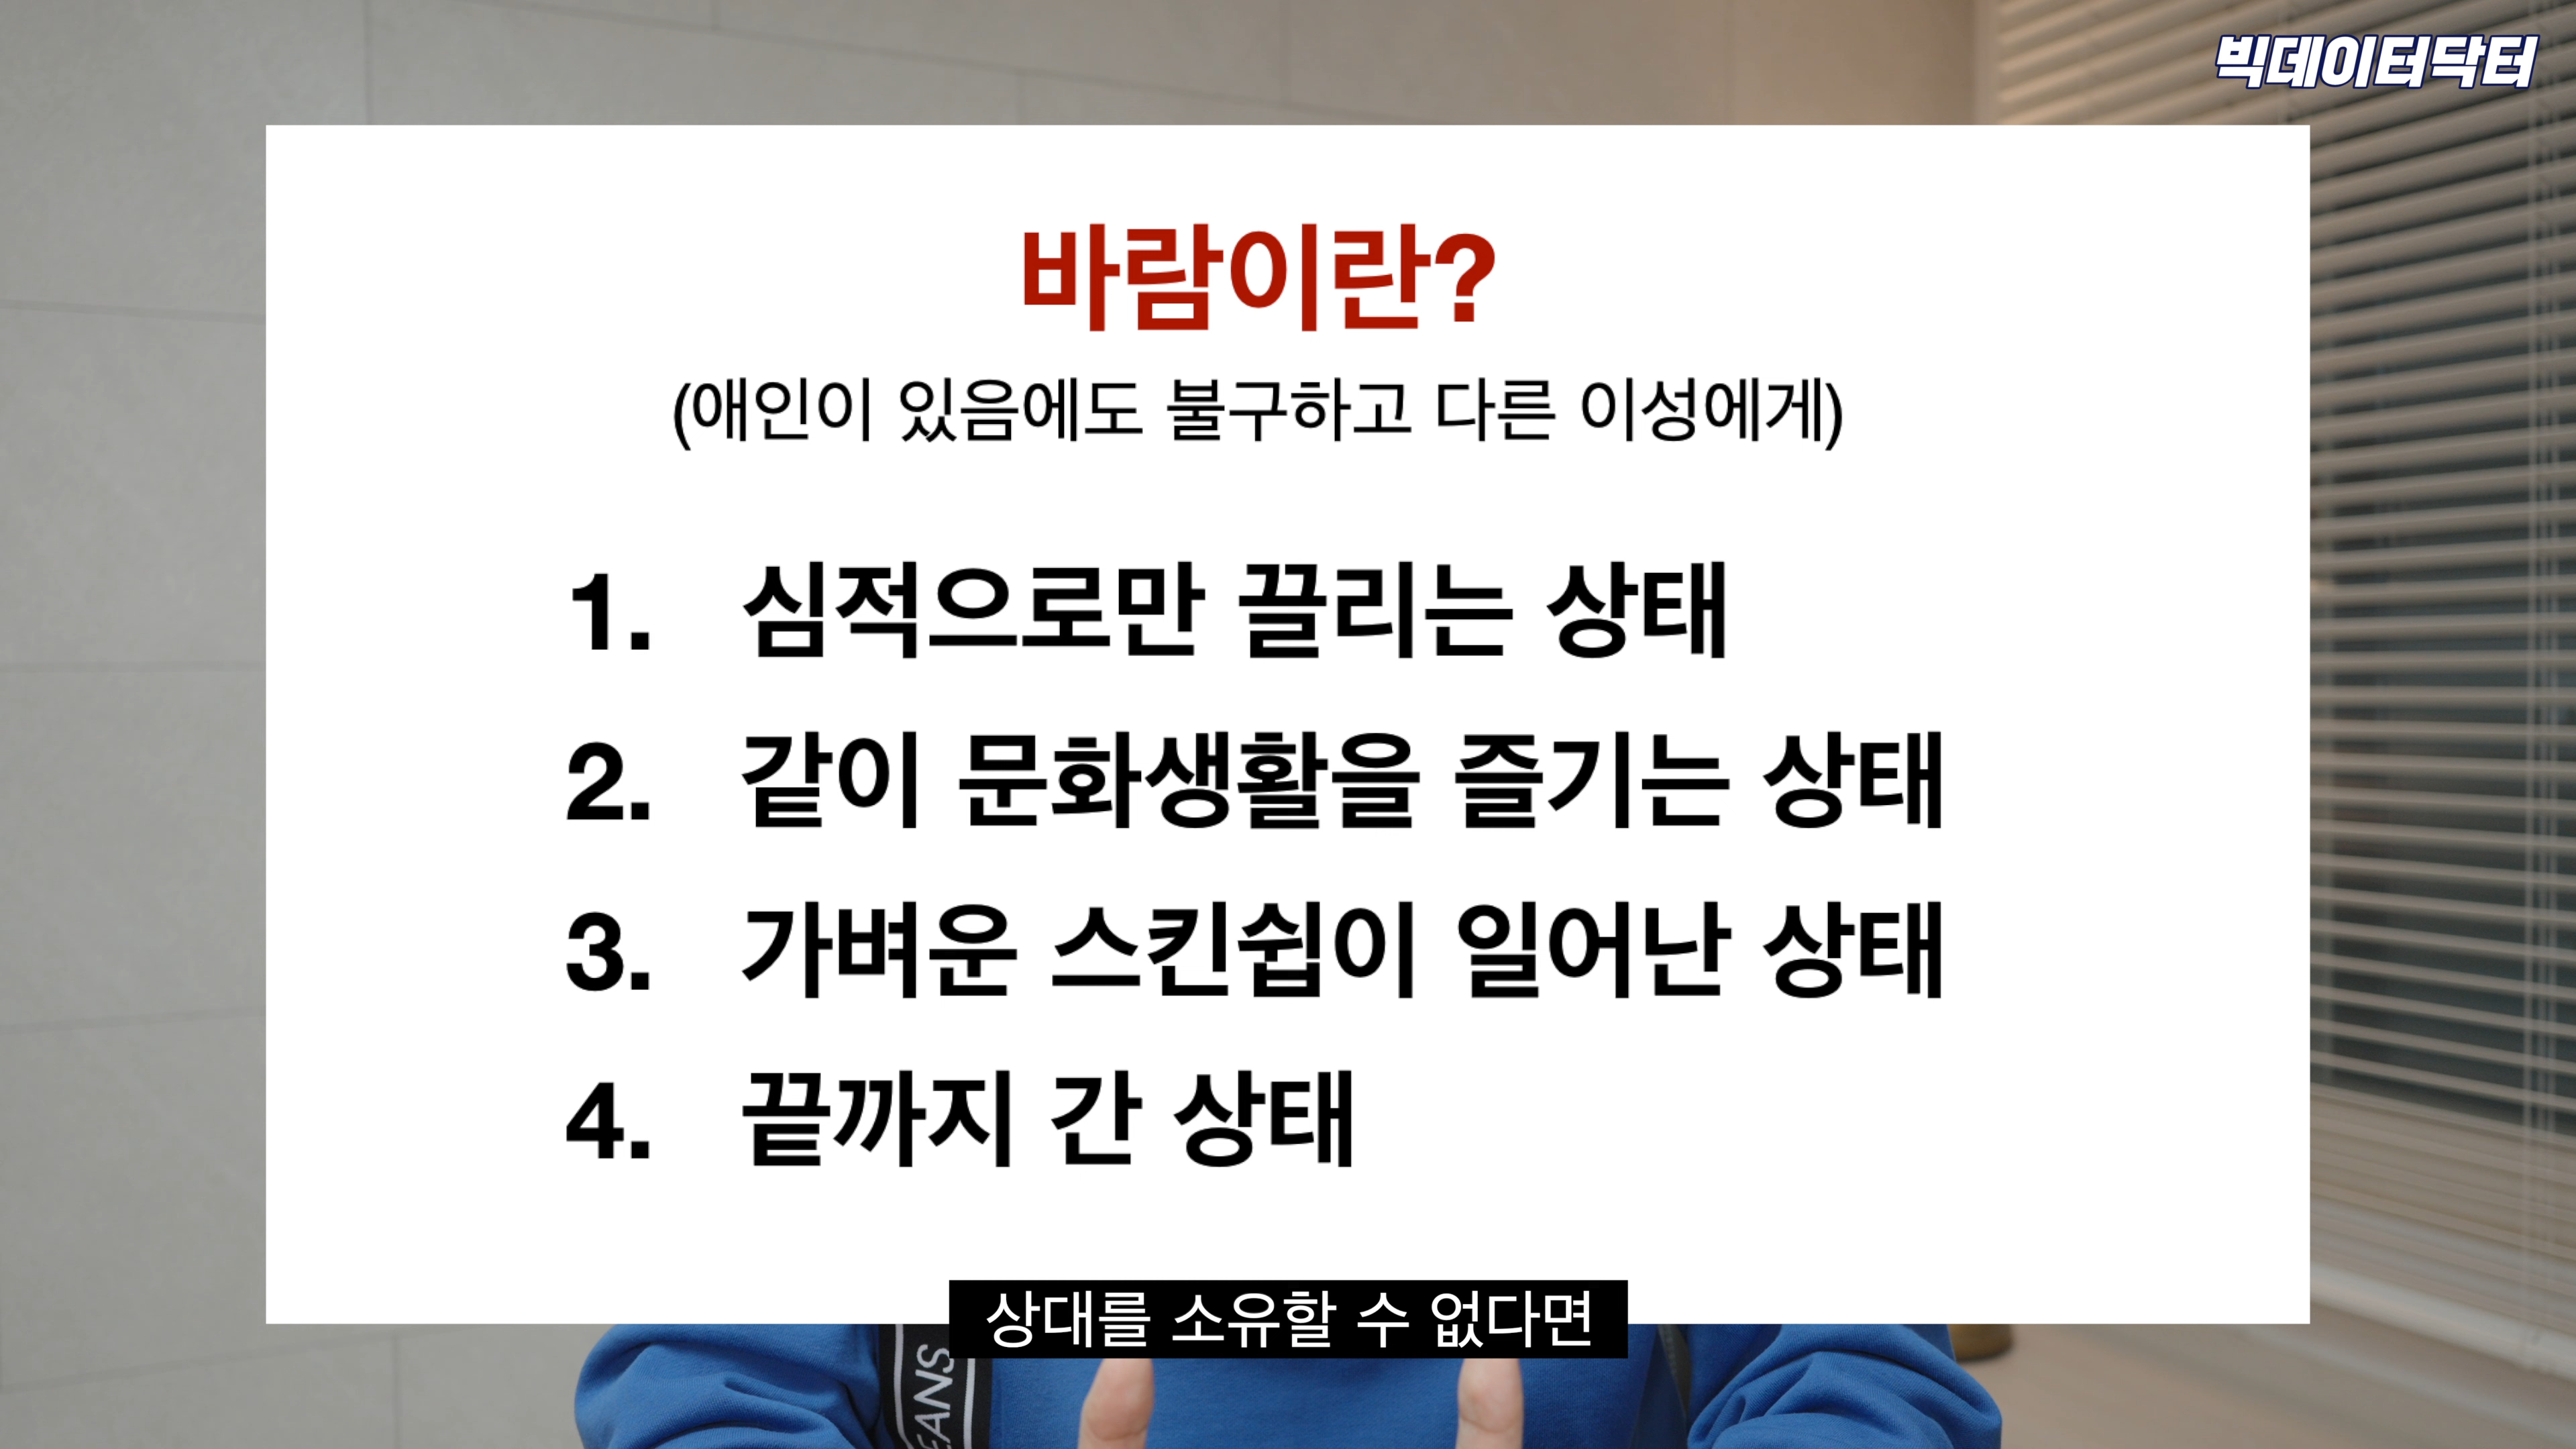 빅데이터닥터
바람이란?
(애인이 있음에도 불구하고 다른 이성에게)
1. 심적으로만 끌리는 상태
2. 같이 문화생활을 즐기는 상태
3. 가벼운 스킨쉽이 일어난 상태
4. 끝까지 간 상태
상대를 소유할 수 없다면
EANS